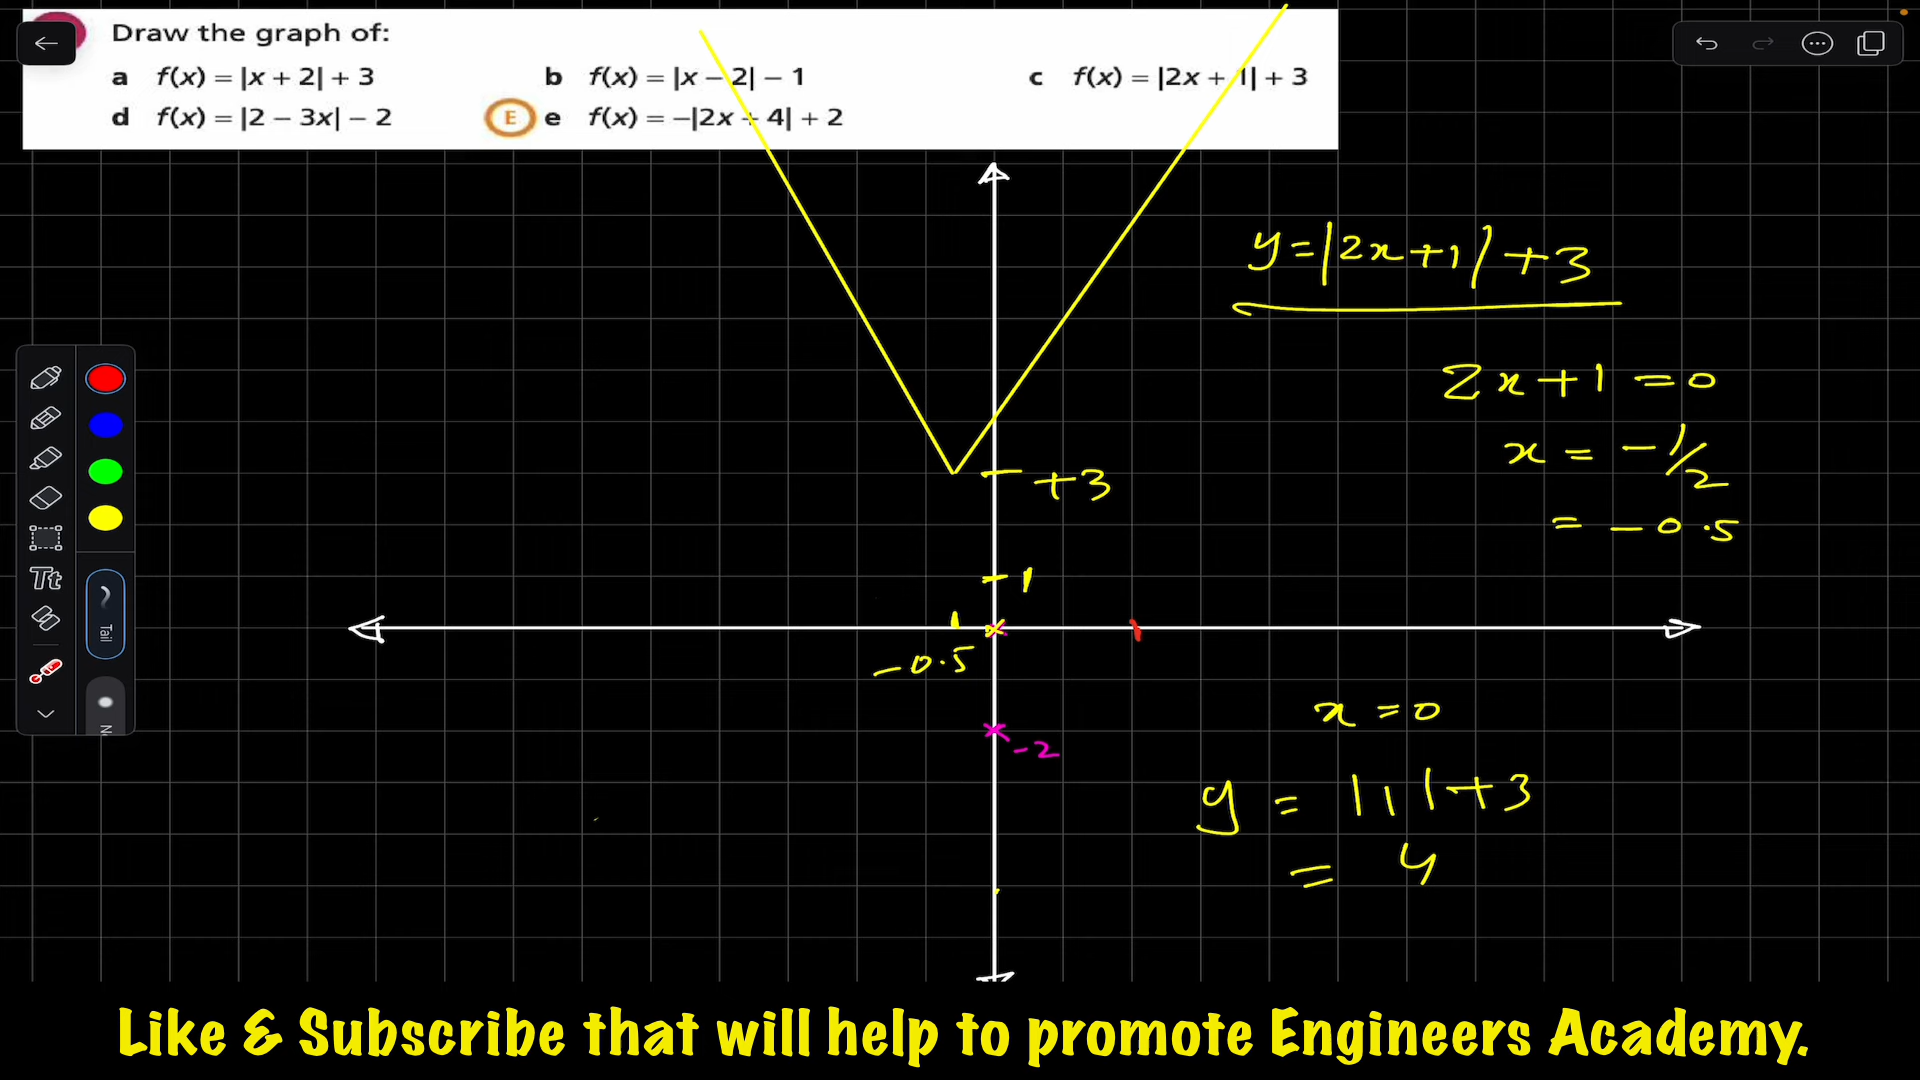 Draw the graph of:
a f(x) = |x + 2| + 3 b f(x) = |x − 2| − 1 c f(x) = |2x + 1| + 3
d f(x) = |2 − 3x| − 2 E e f(x) = −|2x + 4| + 2
y = |2x+1| + 3
2x + 1 = 0
x = -1/2
= -0.5
+3
1
-0.5
-2
x = 0
y = |1|+3
= 4
Tt
Tail
Like & Subscribe that will help to promote Engineers Academy.